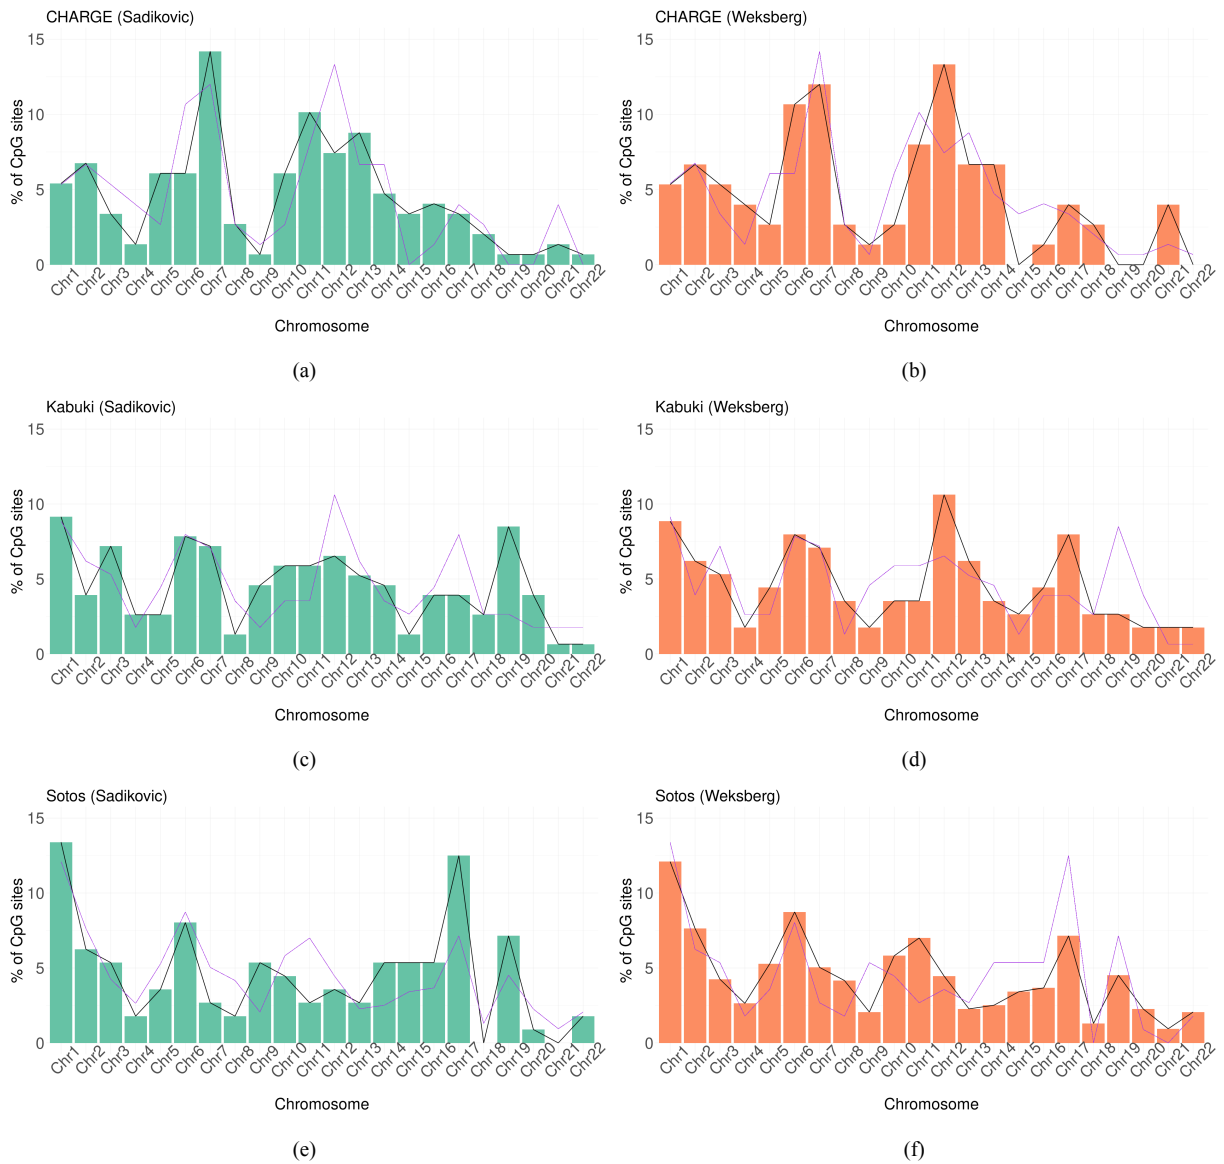 CHARGE (Sadikovic)
15
10
5
0
% of CpG sites
Chr1 Chr2 Chr3 Chr4 Chr5 Chr6 Chr7 Chr8 Chr9 Chr10 Chr11 Chr12 Chr13 Chr14 Chr15 Chr16 Chr17 Chr18 Chr19 Chr20 Chr21 Chr22
Chromosome
(a)
CHARGE (Weksberg)
15
10
5
0
% of CpG sites
Chr1 Chr2 Chr3 Chr4 Chr5 Chr6 Chr7 Chr8 Chr9 Chr10 Chr11 Chr12 Chr13 Chr14 Chr15 Chr16 Chr17 Chr18 Chr19 Chr20 Chr21 Chr22
Chromosome
(b)
Kabuki (Sadikovic)
15
10
5
0
% of CpG sites
Chr1 Chr2 Chr3 Chr4 Chr5 Chr6 Chr7 Chr8 Chr9 Chr10 Chr11 Chr12 Chr13 Chr14 Chr15 Chr16 Chr17 Chr18 Chr19 Chr20 Chr21 Chr22
Chromosome
(c)
Kabuki (Weksberg)
15
10
5
0
% of CpG sites
Chr1 Chr2 Chr3 Chr4 Chr5 Chr6 Chr7 Chr8 Chr9 Chr10 Chr11 Chr12 Chr13 Chr14 Chr15 Chr16 Chr17 Chr18 Chr19 Chr20 Chr21 Chr22
Chromosome
(d)
Sotos (Sadikovic)
15
10
5
0
% of CpG sites
Chr1 Chr2 Chr3 Chr4 Chr5 Chr6 Chr7 Chr8 Chr9 Chr10 Chr11 Chr12 Chr13 Chr14 Chr15 Chr16 Chr17 Chr18 Chr19 Chr20 Chr21 Chr22
Chromosome
(e)
Sotos (Weksberg)
15
10
5
0
% of CpG sites
Chr1 Chr2 Chr3 Chr4 Chr5 Chr6 Chr7 Chr8 Chr9 Chr10 Chr11 Chr12 Chr13 Chr14 Chr15 Chr16 Chr17 Chr18 Chr19 Chr20 Chr21 Chr22
Chromosome
(f)